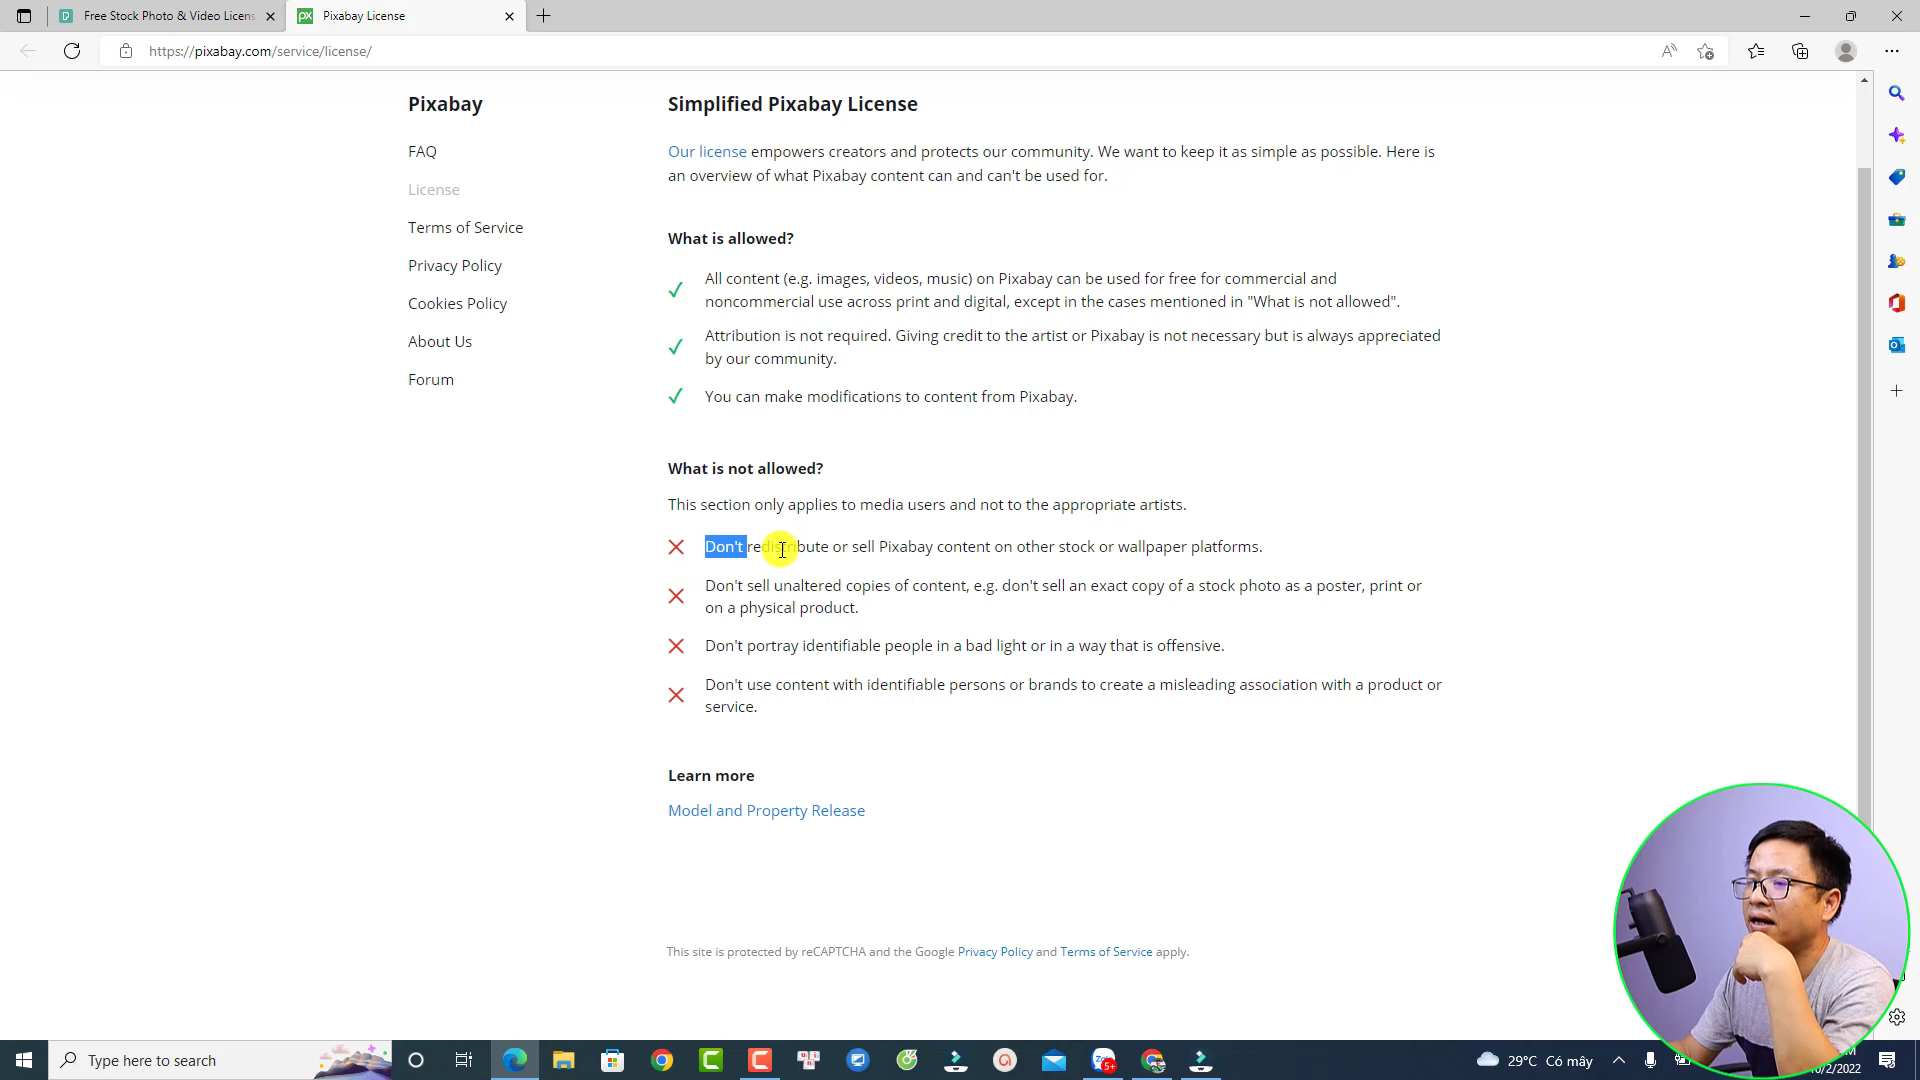 Free Stock Photo & Video Licens
Pixabay License
https://pixabay.com/service/license/
Pixabay
FAQ
License
Terms of Service
Privacy Policy
Cookies Policy
About Us
Forum
Simplified Pixabay License
Our license empowers creators and protects our community. We want to keep it as simple as possible. Here is
an overview of what Pixabay content can and can't be used for.
What is allowed?
All content (e.g. images, videos, music) on Pixabay can be used for free for commercial and
noncommercial use across print and digital, except in the cases mentioned in "What is not allowed".
Attribution is not required. Giving credit to the artist or Pixabay is not necessary but is always appreciated
by our community.
You can make modifications to content from Pixabay.
What is not allowed?
This section only applies to media users and not to the appropriate artists.
Don't redistribute or sell Pixabay content on other stock or wallpaper platforms.
Don't sell unaltered copies of content, e.g. don't sell an exact copy of a stock photo as a poster, print or
on a physical product.
Don't portray identifiable people in a bad light or in a way that is offensive.
Don't use content with identifiable persons or brands to create a misleading association with a product or
service.
Learn more
Model and Property Release
This site is protected by reCAPTCHA and the Google Privacy Policy and Terms of Service apply.
Type here to search
29°C Có mây